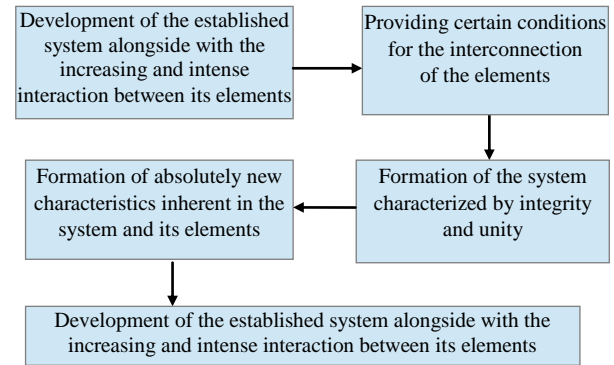 Development of the established
system alongside with the
increasing and intense
interaction between its elements
Providing certain conditions
for the interconnection
of the elements
Formation of the system
characterized by integrity
and unity
Formation of absolutely new
characteristics inherent in the
system and its elements
Development of the established system alongside with the
increasing and intense interaction between its elements